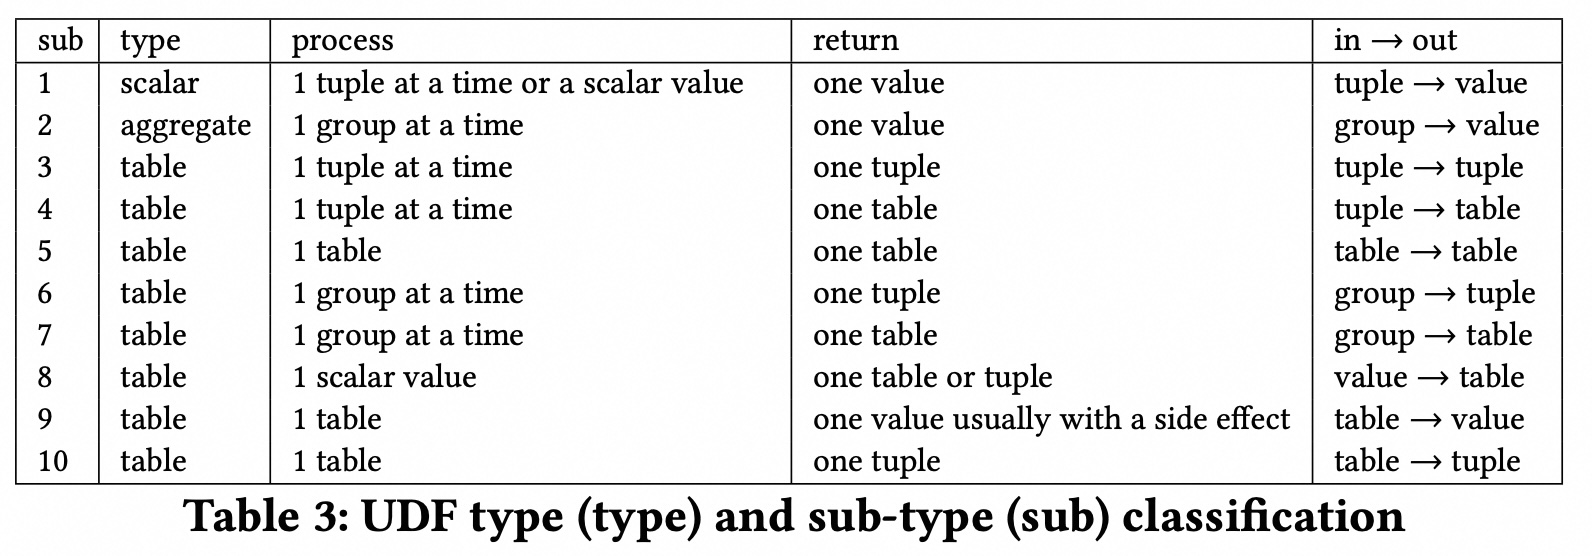 sub type process return in → out
1 scalar 1 tuple at a time or a scalar value one value tuple → value
2 aggregate 1 group at a time one value group → value
3 table 1 tuple at a time one tuple tuple → tuple
4 table 1 tuple at a time one table tuple → table
5 table 1 table one table table → table
6 table 1 group at a time one tuple group → tuple
7 table 1 group at a time one table group → table
8 table 1 scalar value one table or tuple value → table
9 table 1 table one value usually with a side effect table → value
10 table 1 table one tuple table → tuple
Table 3: UDF type (type) and sub-type (sub) classification